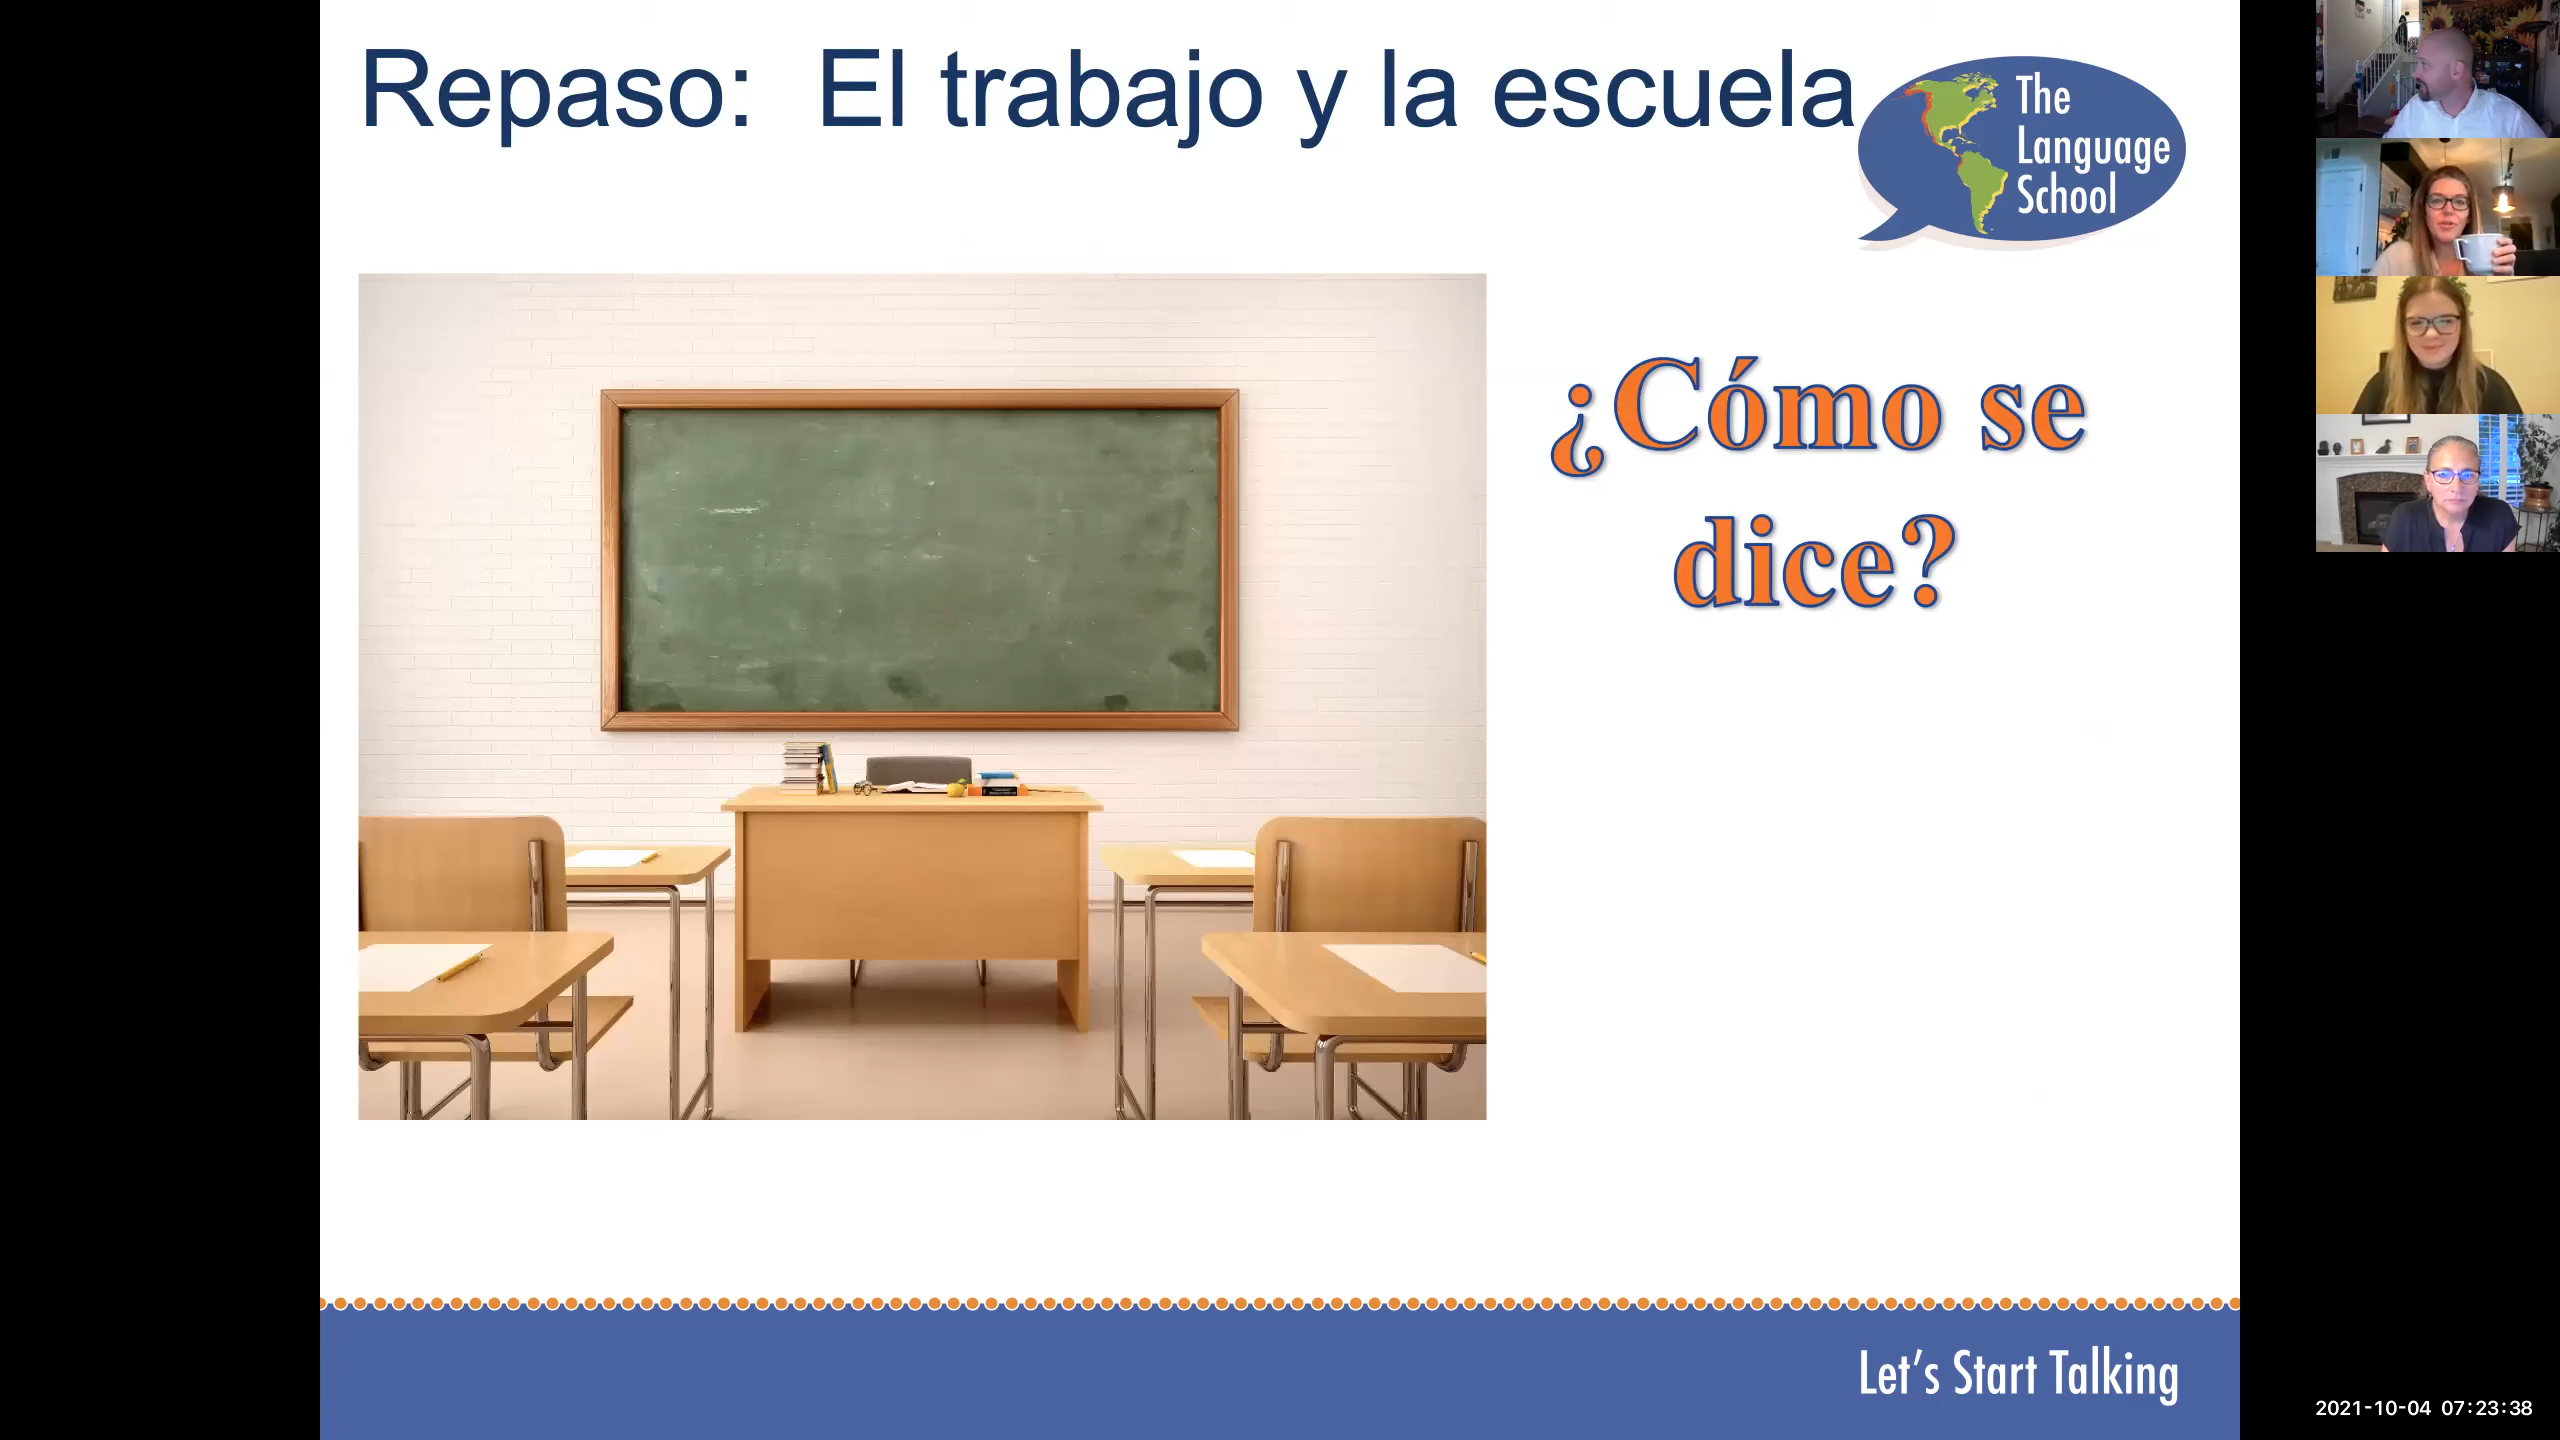 Repaso:  El trabajo y la escuela
The
Language
School
¿Cómo se
dice?
Let's Start Talking
2021-10-04 07:23:38